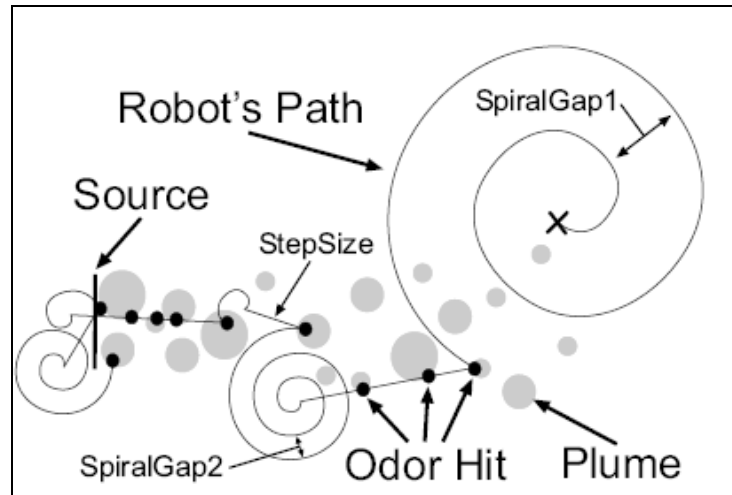 SpiralGap1
Robot's Path
Source
StepSize
SpiralGap2
Odor Hit
Plume